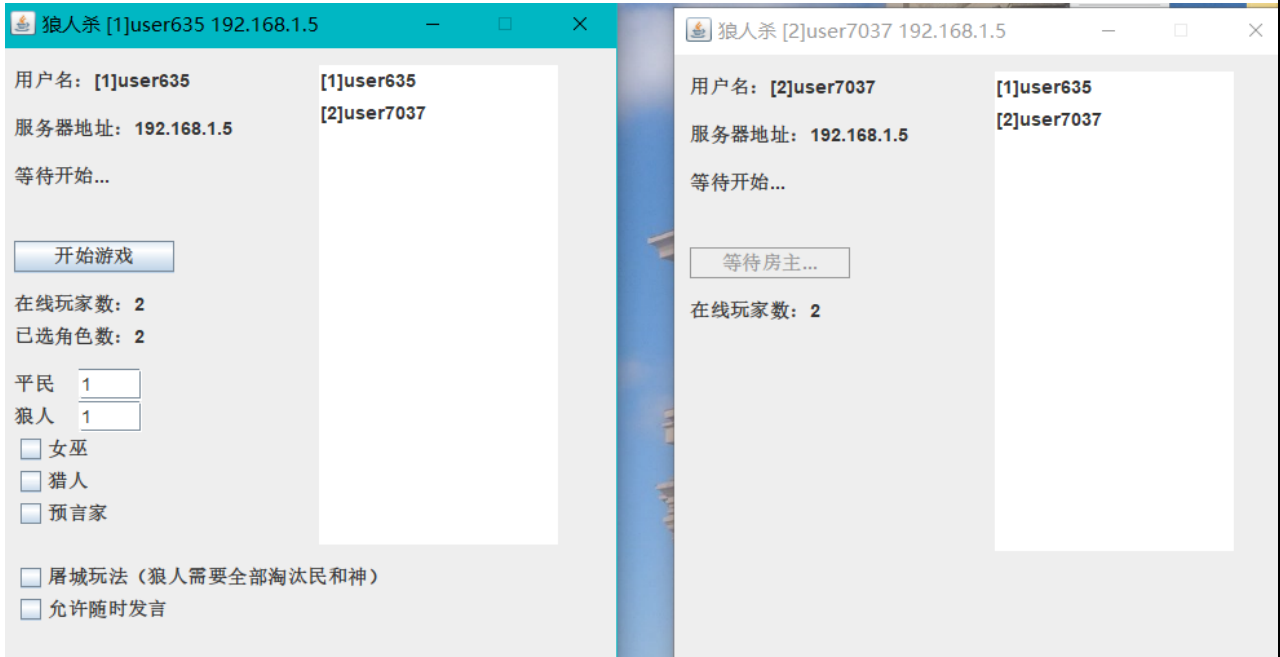 狼人杀 [1]user635 192.168.1.5
用户名：[1]user635
服务器地址：192.168.1.5
等待开始...
开始游戏
在线玩家数：2
已选角色数：2
平民 1
狼人 1
女巫
猎人
预言家
屠城玩法（狼人需要全部淘汰民和神）
允许随时发言
[1]user635
[2]user7037
狼人杀 [2]user7037 192.168.1.5
用户名：[2]user7037
服务器地址：192.168.1.5
等待开始...
等待房主...
在线玩家数：2
[1]user635
[2]user7037